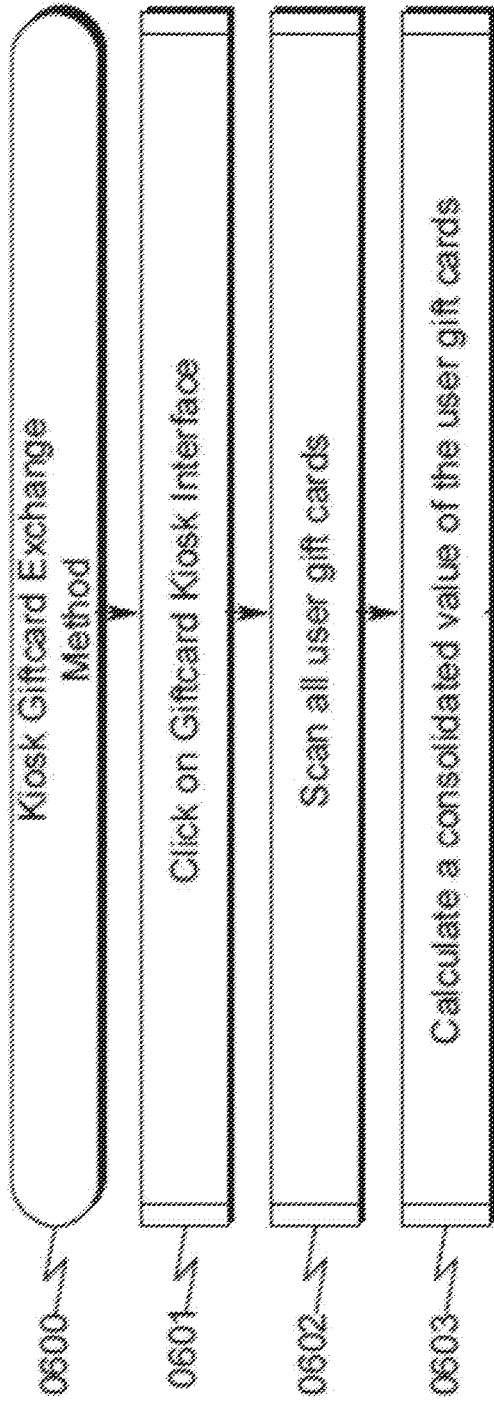 0600
Kiosk Giftcard Exchange
Method
0601
Click on Giftcard Kiosk Interface
0602
Scan all user gift cards
0603
Calculate a consolidated value of the user gift cards